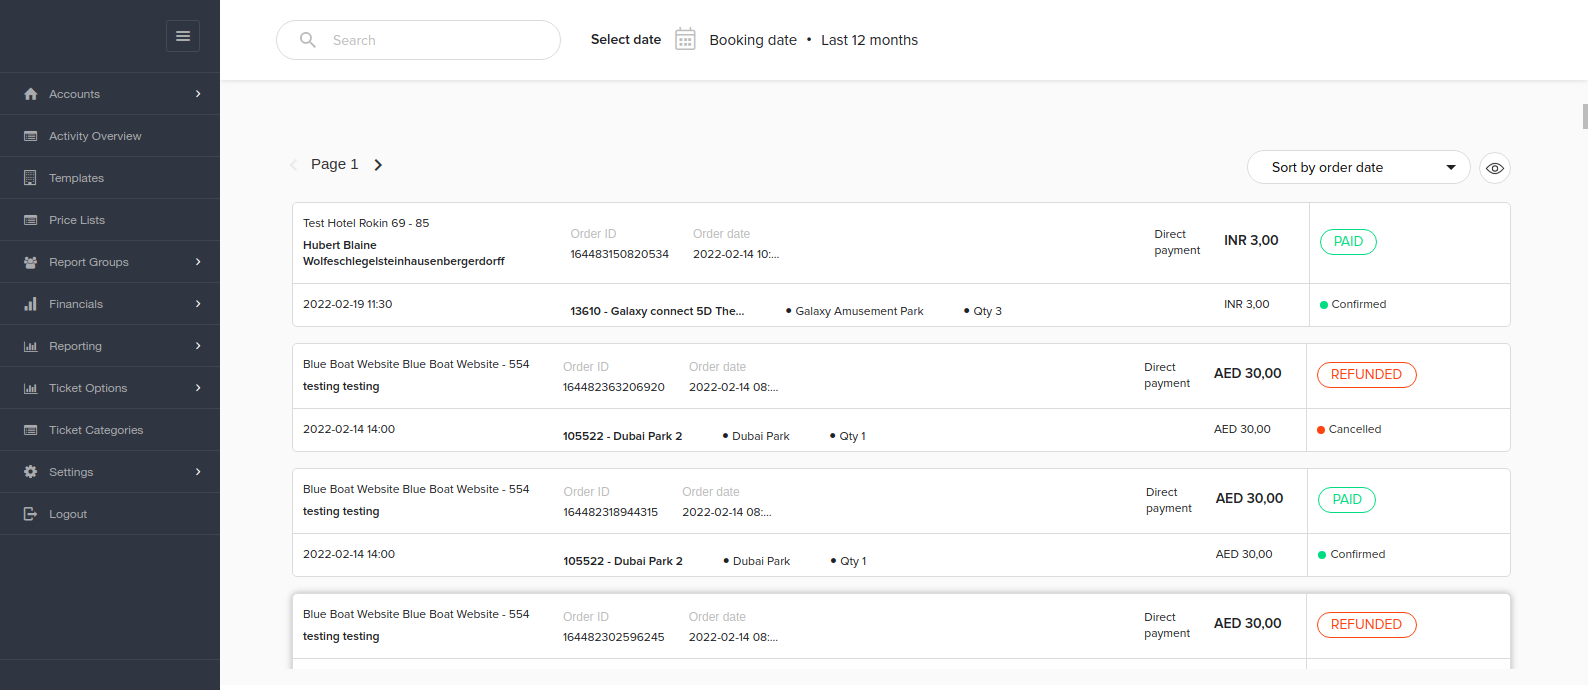 Search
Select date Booking date • Last 12 months
Accounts
Activity Overview
Templates
Price Lists
Report Groups
Financials
Reporting
Ticket Options
Ticket Categories
Settings
Logout
Page 1
Sort by order date
Test Hotel Rokin 69 - 85
Hubert Blaine
Wolfeschlegelsteinhausenbergerdorff
Order ID
164483150820534
Order date
2022-02-14 10:...
Direct
payment
INR 3,00
PAID
2022-02-19 11:30
13610 - Galaxy connect 5D The...
• Galaxy Amusement Park
• Qty 3
INR 3,00
Confirmed
Blue Boat Website Blue Boat Website - 554
testing testing
Order ID
164482363206920
Order date
2022-02-14 08:...
Direct
payment
AED 30,00
REFUNDED
2022-02-14 14:00
105522 - Dubai Park 2
• Dubai Park
• Qty 1
AED 30,00
Cancelled
Blue Boat Website Blue Boat Website - 554
testing testing
Order ID
164482318944315
Order date
2022-02-14 08:...
Direct
payment
AED 30,00
PAID
2022-02-14 14:00
105522 - Dubai Park 2
• Dubai Park
• Qty 1
AED 30,00
Confirmed
Blue Boat Website Blue Boat Website - 554
testing testing
Order ID
164482302596245
Order date
2022-02-14 08:...
Direct
payment
AED 30,00
REFUNDED